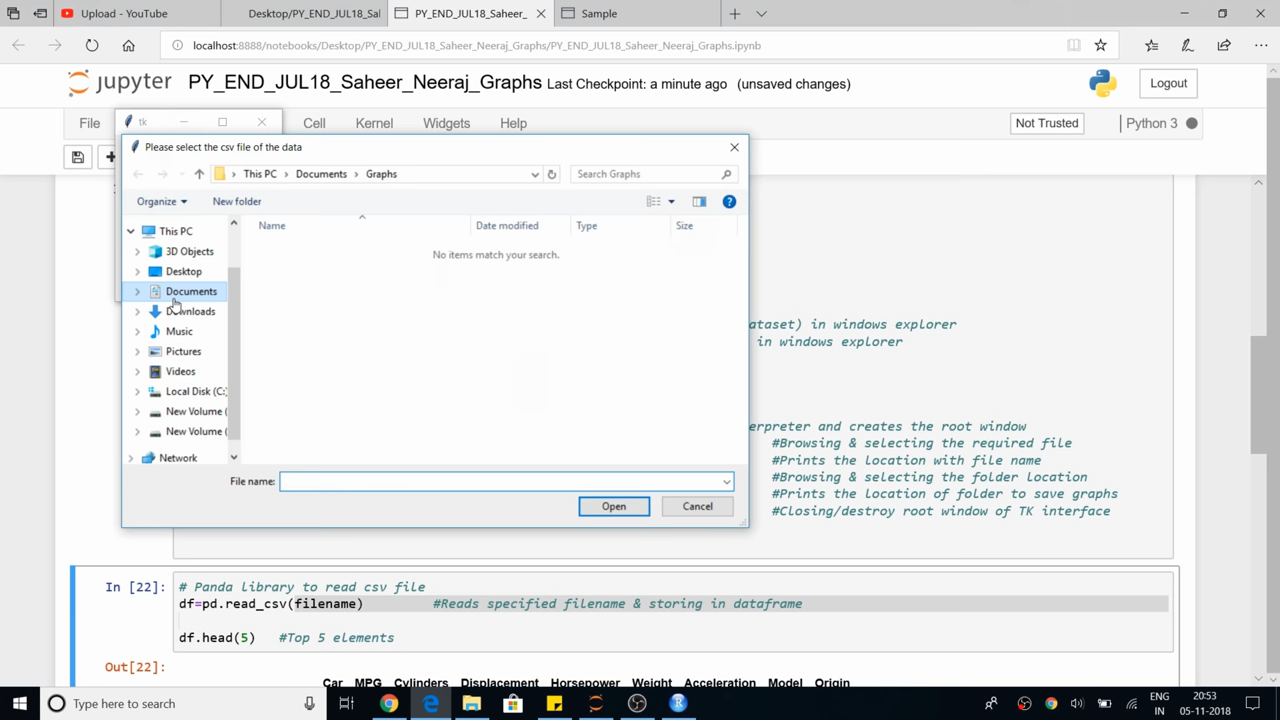 Upload - YouTube
Desktop/PY_END_JUL18_Sal
PY_END_JUL18_Saheer_
Sample
localhost:8888/notebooks/Desktop/PY_END_JUL18_Saheer_Neeraj_Graphs/PY_END_JUL18_Saheer_Neeraj_Graphs.ipynb
jupyter PY_END_JUL18_Saheer_Neeraj_Graphs Last Checkpoint: a minute ago (unsaved changes)
Logout
File
tk
Cell Kernel Widgets Help
Not Trusted
Python 3
Please select the csv file of the data
This PC > Documents > Graphs
Search Graphs
Organize
New folder
Name Date modified Type Size
No items match your search.
This PC
3D Objects
Desktop
Documents
Downloads
Music
Pictures
Videos
Local Disk (C:
New Volume (
New Volume (
Network
File name:
Open Cancel
ataset) in windows explorer
in windows explorer
erpreter and creates the root window
#Browsing & selecting the required file
#Prints the location with file name
#Browsing & selecting the folder location
#Prints the location of folder to save graphs
#Closing/destroy root window of TK interface
In [22]: # Panda library to read csv file
df=pd.read_csv(filename) #Reads specified filename & storing in dataframe
df.head(5) #Top 5 elements
Out[22]:
Car MPG Cylinders Displacement Horsepower Weight Acceleration Model Origin
Type here to search
ENG
IN
20:53
05-11-2018